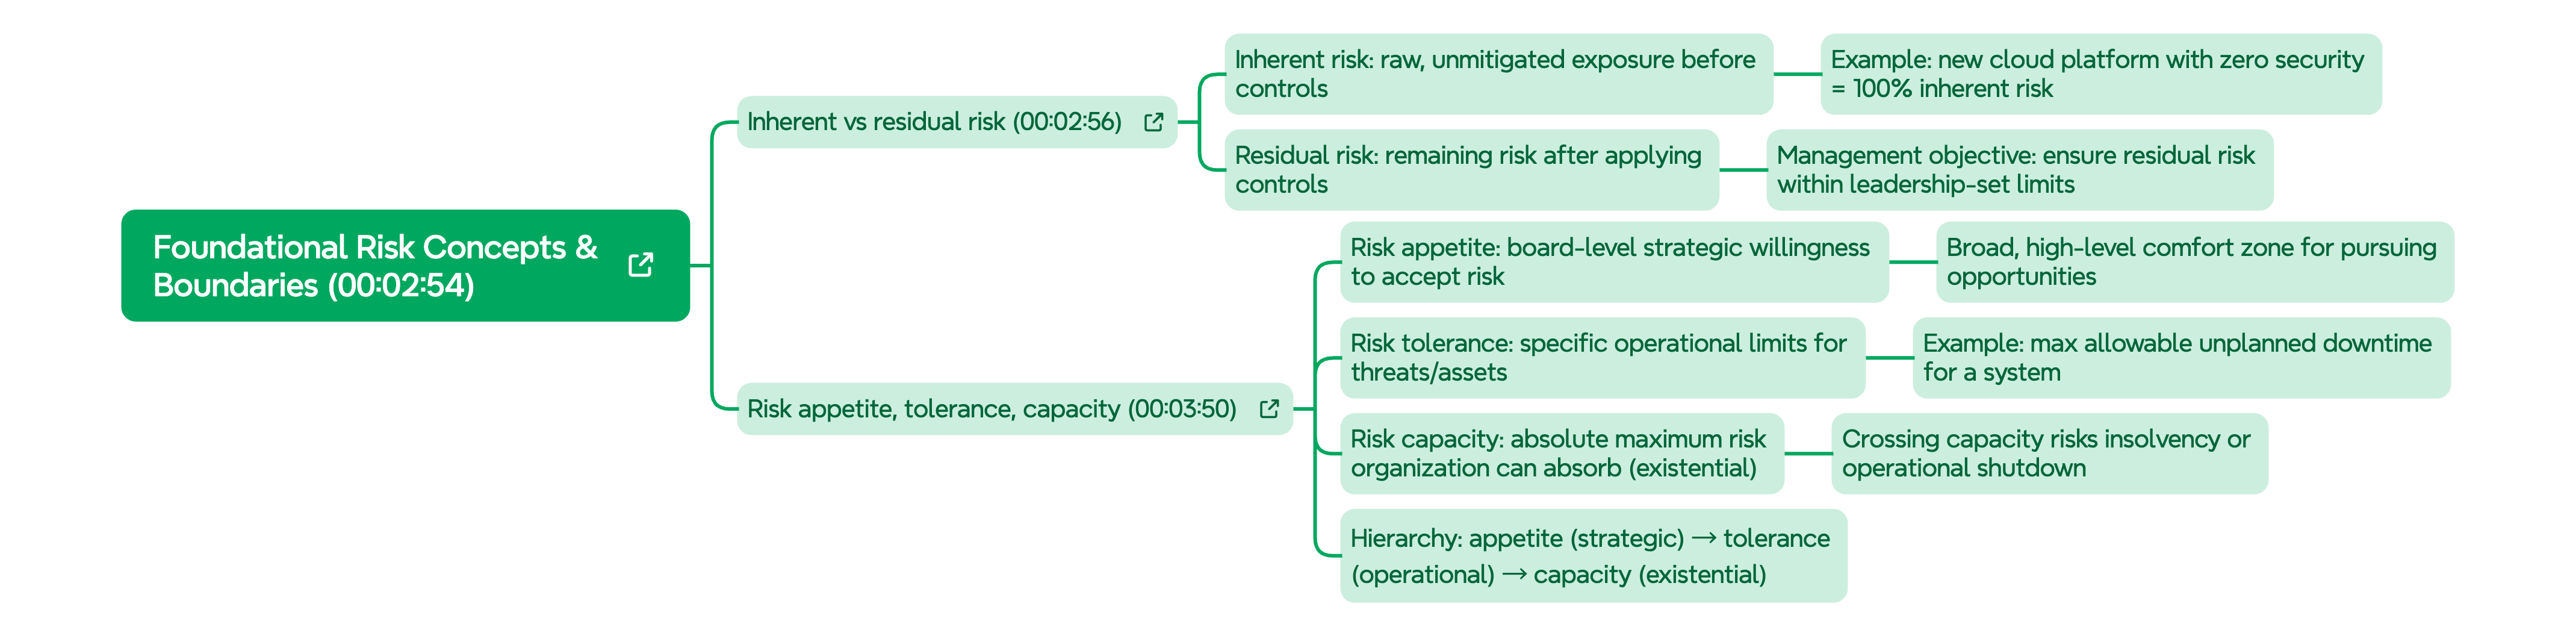 Foundational Risk Concepts &
Boundaries (00:02:54)
Inherent vs residual risk (00:02:56)
Inherent risk: raw, unmitigated exposure before
controls
Example: new cloud platform with zero security
= 100% inherent risk
Residual risk: remaining risk after applying
controls
Management objective: ensure residual risk
within leadership-set limits
Risk appetite, tolerance, capacity (00:03:50)
Risk appetite: board-level strategic willingness
to accept risk
Broad, high-level comfort zone for pursuing
opportunities
Risk tolerance: specific operational limits for
threats/assets
Example: max allowable unplanned downtime
for a system
Risk capacity: absolute maximum risk
organization can absorb (existential)
Crossing capacity risks insolvency or
operational shutdown
Hierarchy: appetite (strategic) → tolerance
(operational) → capacity (existential)